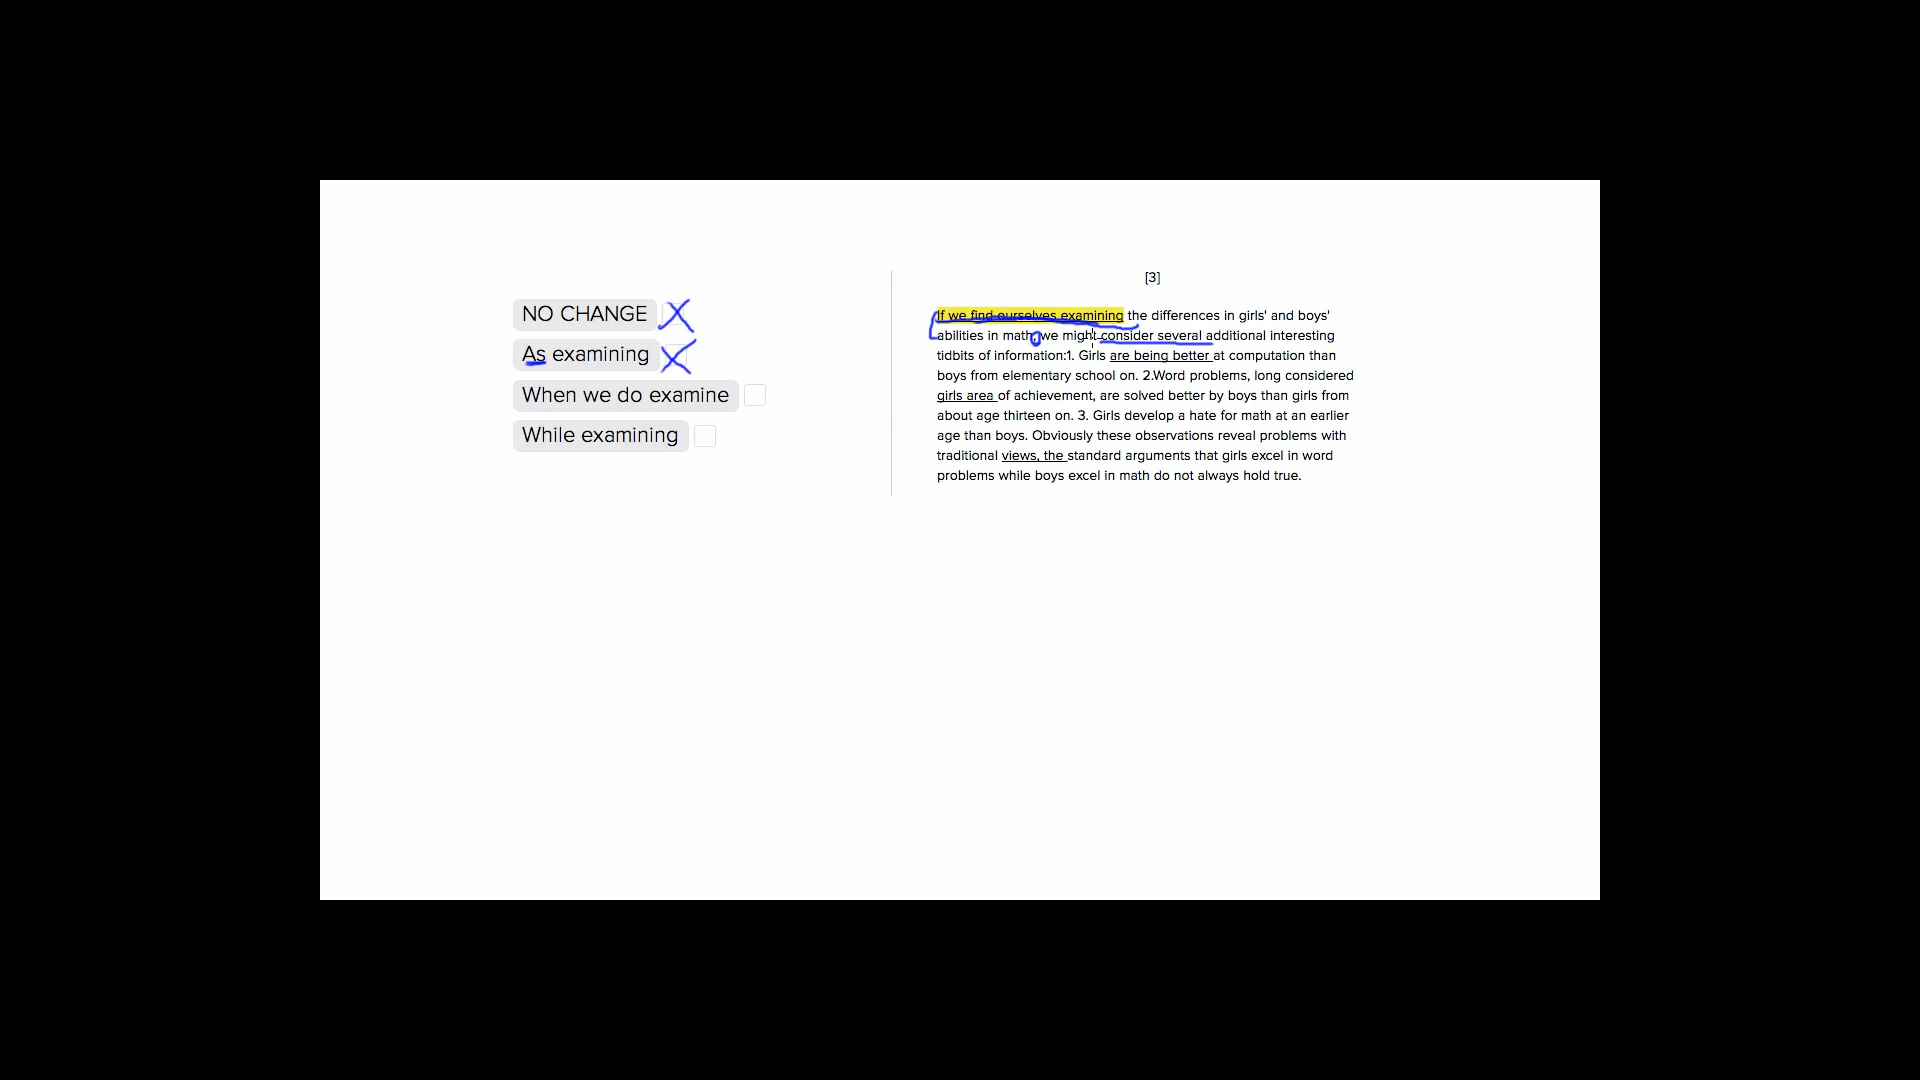 NO CHANGE
As examining
When we do examine
While examining
[3]
If we find ourselves examining the differences in girls' and boys'
abilities in math, we might consider several additional interesting
tidbits of information:1. Girls are being better at computation than
boys from elementary school on. 2.Word problems, long considered
girls area of achievement, are solved better by boys than girls from
about age thirteen on. 3. Girls develop a hate for math at an earlier
age than boys. Obviously these observations reveal problems with
traditional views, the standard arguments that girls excel in word
problems while boys excel in math do not always hold true.